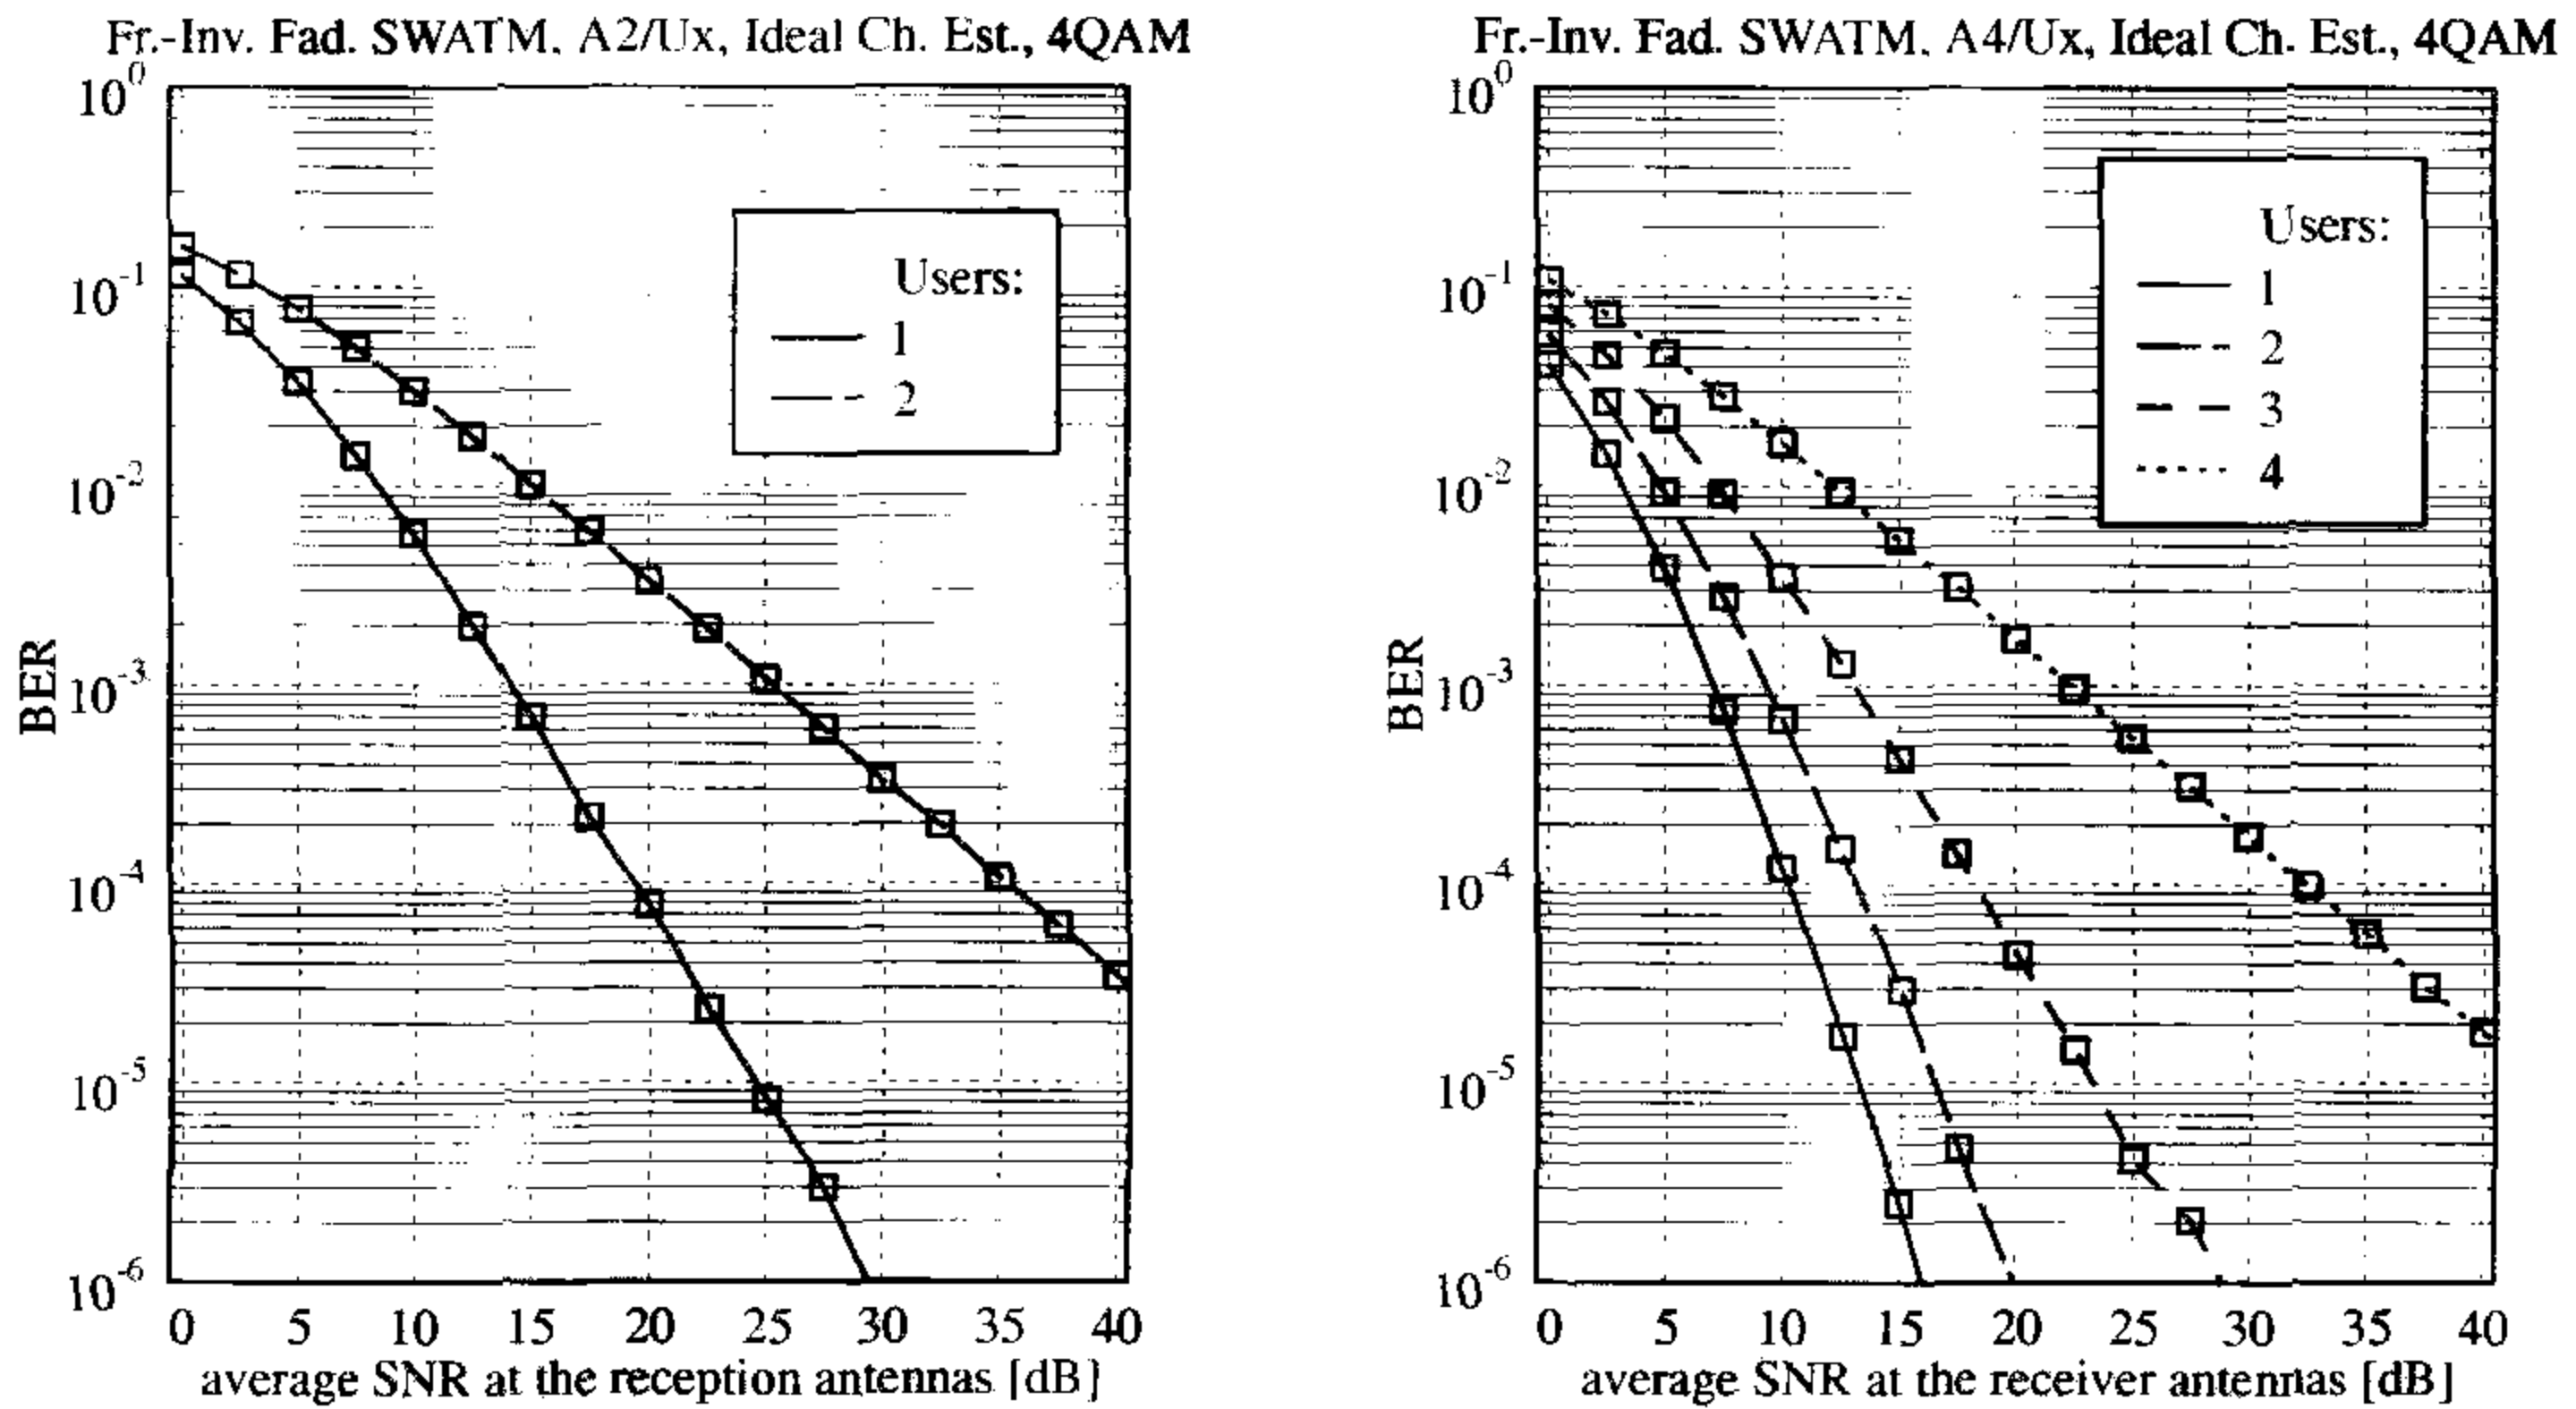 Fr.-Inv. Fad. SWATM, A2/Ux, Ideal Ch. Est., 4QAM
10^0
10^-1
10^-2
10^-3
10^-4
10^-5
10^-6
BER
Users:
1
2
0 5 10 15 20 25 30 35 40
average SNR at the reception antennas [dB]
Fr.-Inv. Fad. SWATM, A4/Ux, Ideal Ch. Est., 4QAM
10^0
10^-1
10^-2
10^-3
10^-4
10^-5
10^-6
BER
Users:
1
2
3
4
0 5 10 15 20 25 30 35 40
average SNR at the receiver antennas [dB]